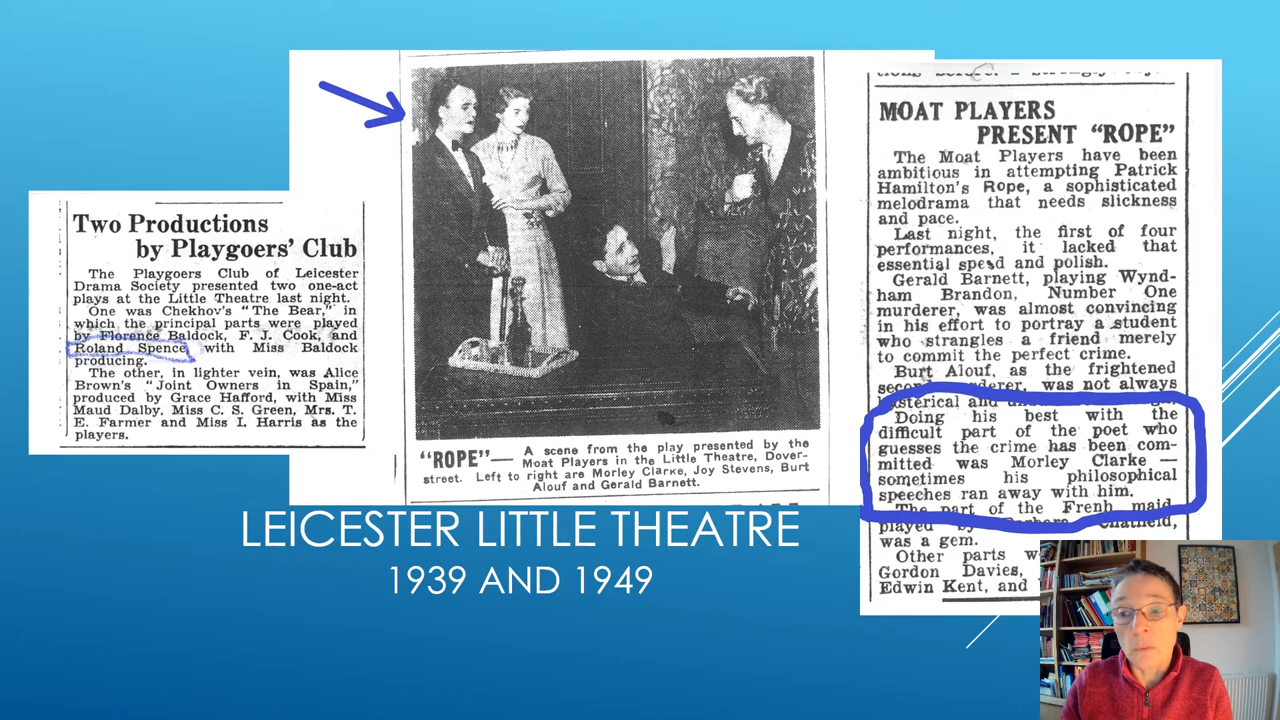 Two Productions
by Playgoers' Club
The Playgoers Club of Leicester
Drama Society presented two one-act
plays at the Little Theatre last night.
One was Chekhov's "The Bear," in
which the principal parts were played
by Florence Baldock, F. J. Cook, and
Roland Spence, with Miss Baldock
producing.
The other, in lighter vein, was Alice
Brown's "Joint Owners in Spain,"
produced by Grace Hafford, with Miss
Maud Dalby, Miss C. S. Green, Mrs. T.
E. Farmer and Miss I. Harris as the
players.
"ROPE"— A scene from the play presented by the
Moat Players in the Little Theatre, Dover-
street. Left to right are Morley Clarke, Joy Stevens, Burt
Alouf and Gerald Barnett.
LEICESTER LITTLE THEATRE
1939 AND 1949
MOAT PLAYERS
PRESENT "ROPE"
The Moat Players have been
ambitious in attempting Patrick
Hamilton's Rope, a sophisticated
melodrama that needs slickness
and pace.
Last night, the first of four
performances, it lacked that
essential speed and polish.
Gerald Barnett, playing Wynd-
ham Brandon, Number One
murderer, was almost convincing
in his effort to portray a student
who strangles a friend merely
to commit the perfect crime.
Burt Alouf, as the frightened
second murderer, was not always
hysterical and
Doing his best with the
difficult part of the poet who
guesses the crime has been com-
mitted was Morley Clarke —
sometimes his philosophical
speeches ran away with him.
The part of the Frenh maid
played by Chatfield,
was a gem.
Other parts
Gordon Davies,
Edwin Kent, and